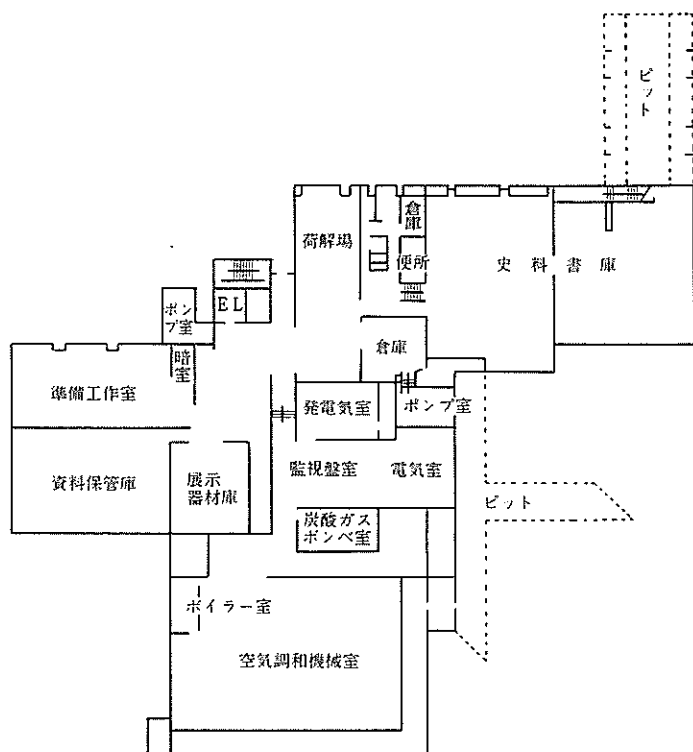 ピット
倉庫
荷解場
便所
史料書庫
EL
ポンプ室
暗室
倉庫
準備工作室
発電気室
ポンプ室
資料保管庫
展示
器材庫
監視盤室
電気室
ピット
炭酸ガス
ボンベ室
ボイラー室
空気調和機械室